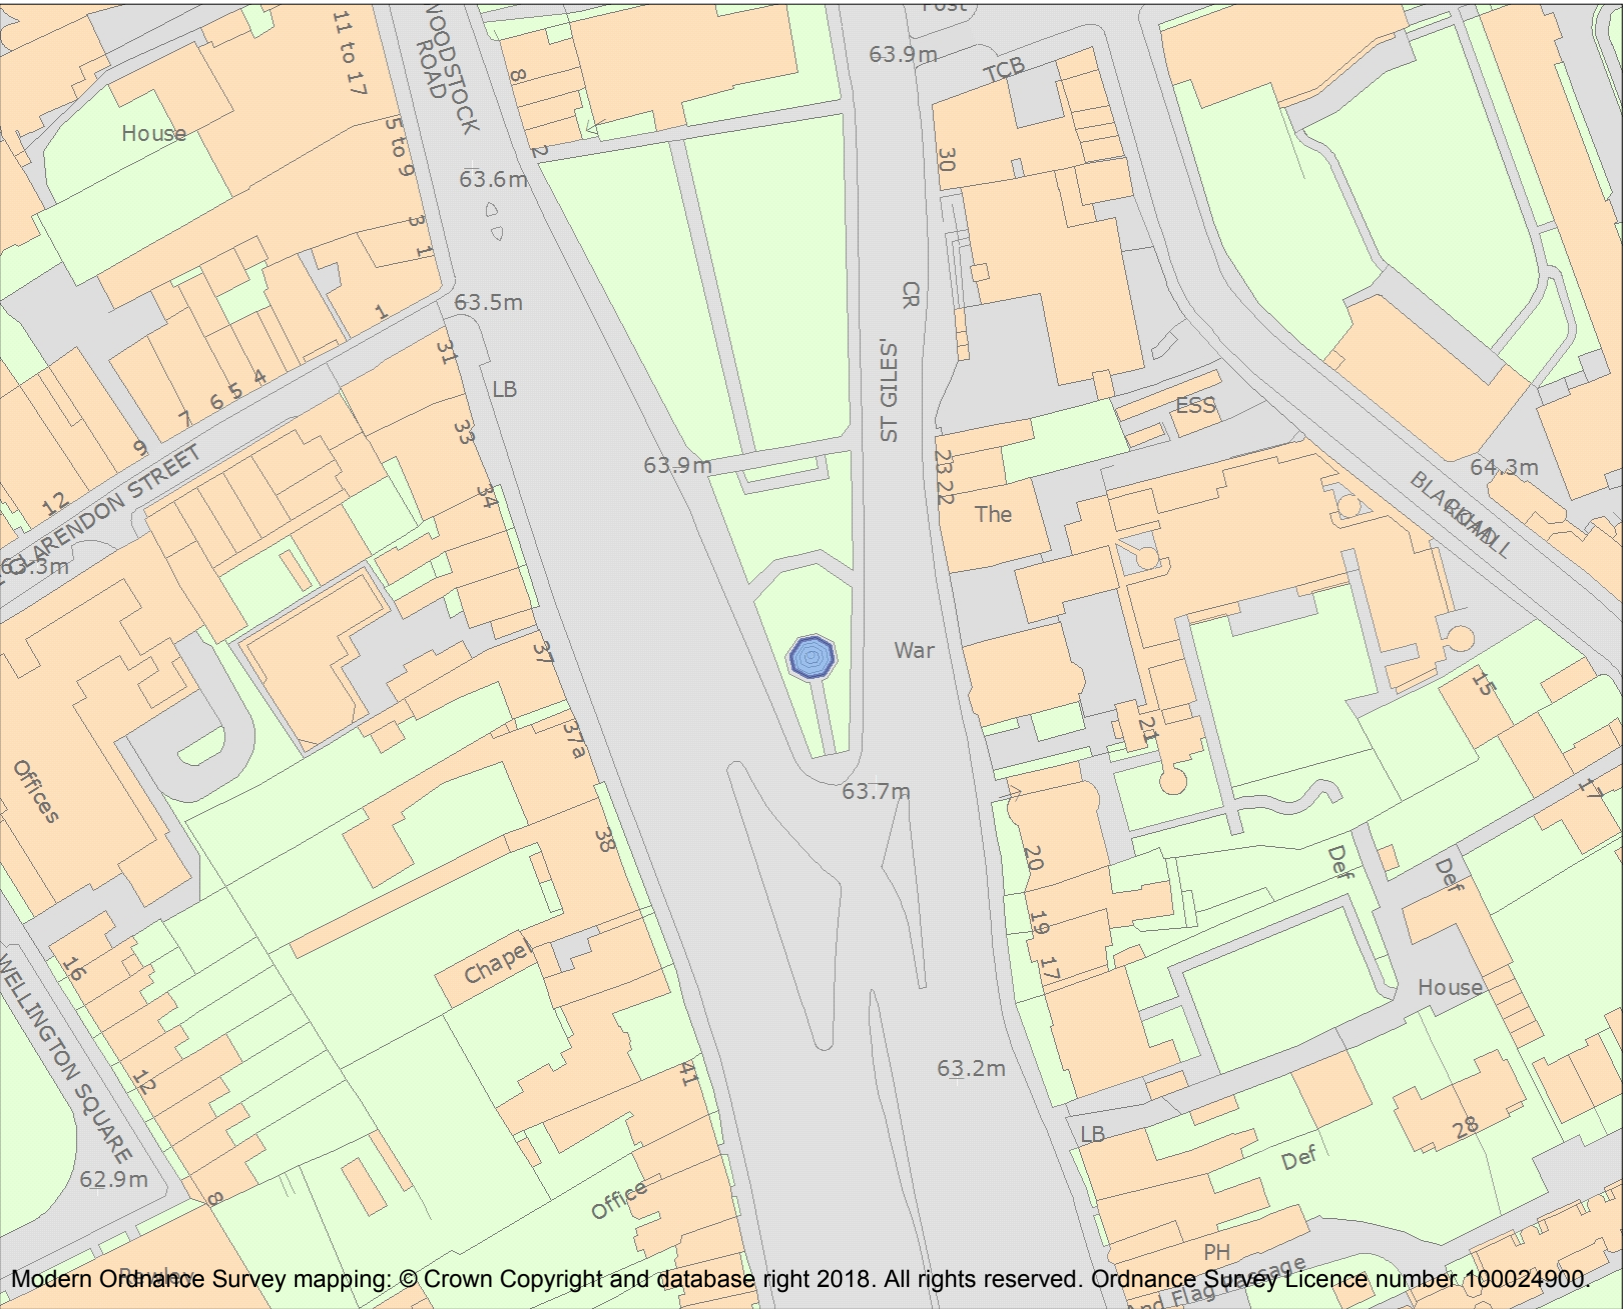 Post
11 to 17
WOODSTOCK
ROAD
8
63.9m
TCB
House
5 to 9
2
30
63.6m
3
1
63.5m
CR
1
31
ST GILES'
LB
4
5
6
7
9
33
ESS
63.9m
23
22
64.3m
34
12
CLARENDON STREET
The
BLACKHALL
ROAD
63.3m
War
37
15
21
37a
Offices
63.7m
17
38
20
Def
Def
19
Chapel
16
17
House
WELLINGTON SQUARE
63.2m
12
41
LB
28
Def
62.9m
8
Office
PH
And Flag Passage
Rewley
Modern Ordnance Survey mapping: © Crown Copyright and database right 2018. All rights reserved. Ordnance Survey Licence number 100024900.